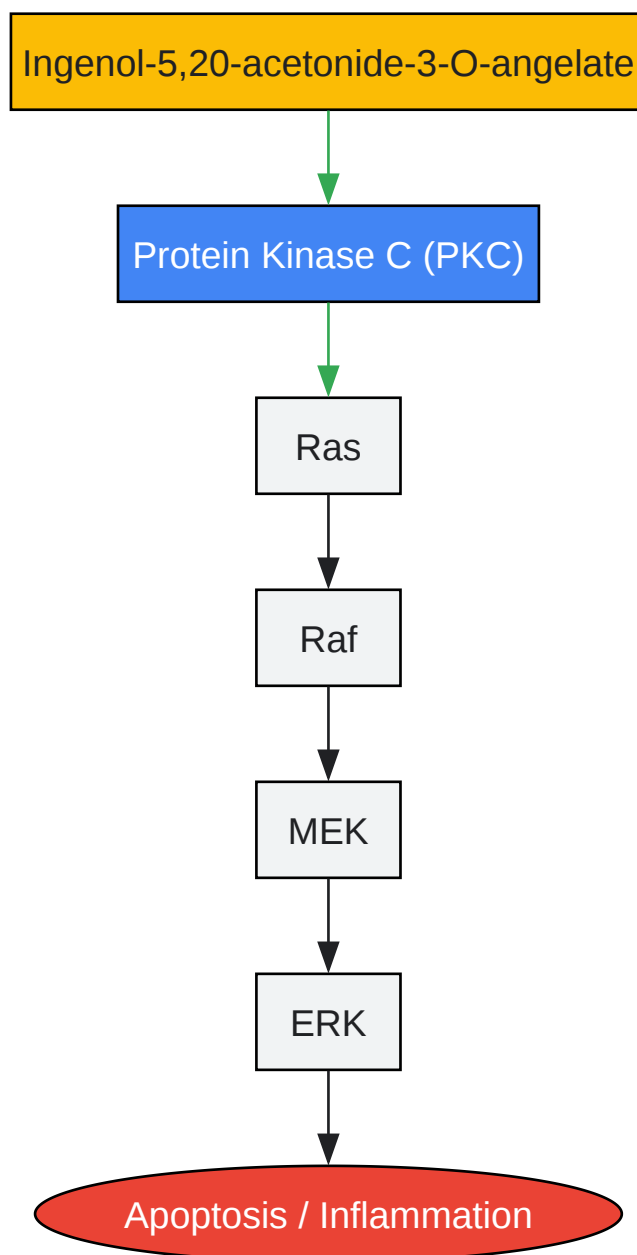 Ingenol-5,20-acetonide-3-O-angelate
Protein Kinase C (PKC)
Ras
Raf
MEK
ERK
Apoptosis / Inflammation